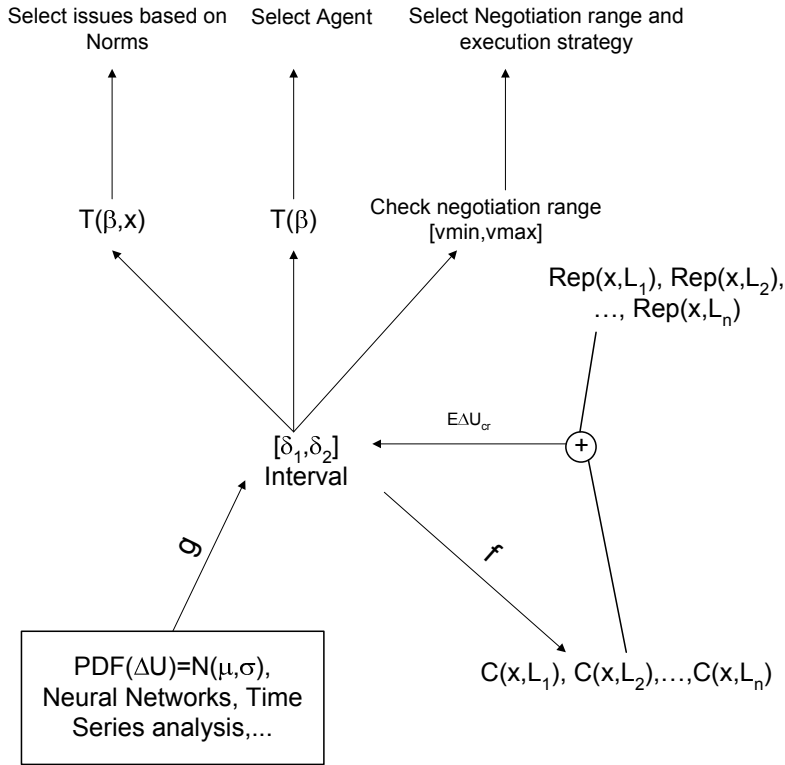 Select issues based on
Norms
Select Agent
Select Negotiation range and
execution strategy
T(β,x)
T(β)
Check negotiation range
[vmin,vmax]
Rep(x,L₁), Rep(x,L₂),
…, Rep(x,Lₙ)
EΔU_cr
+
[δ₁,δ₂]
Interval
g
f
PDF(ΔU)=N(μ,σ),
Neural Networks, Time
Series analysis,...
C(x,L₁), C(x,L₂),…,C(x,Lₙ)